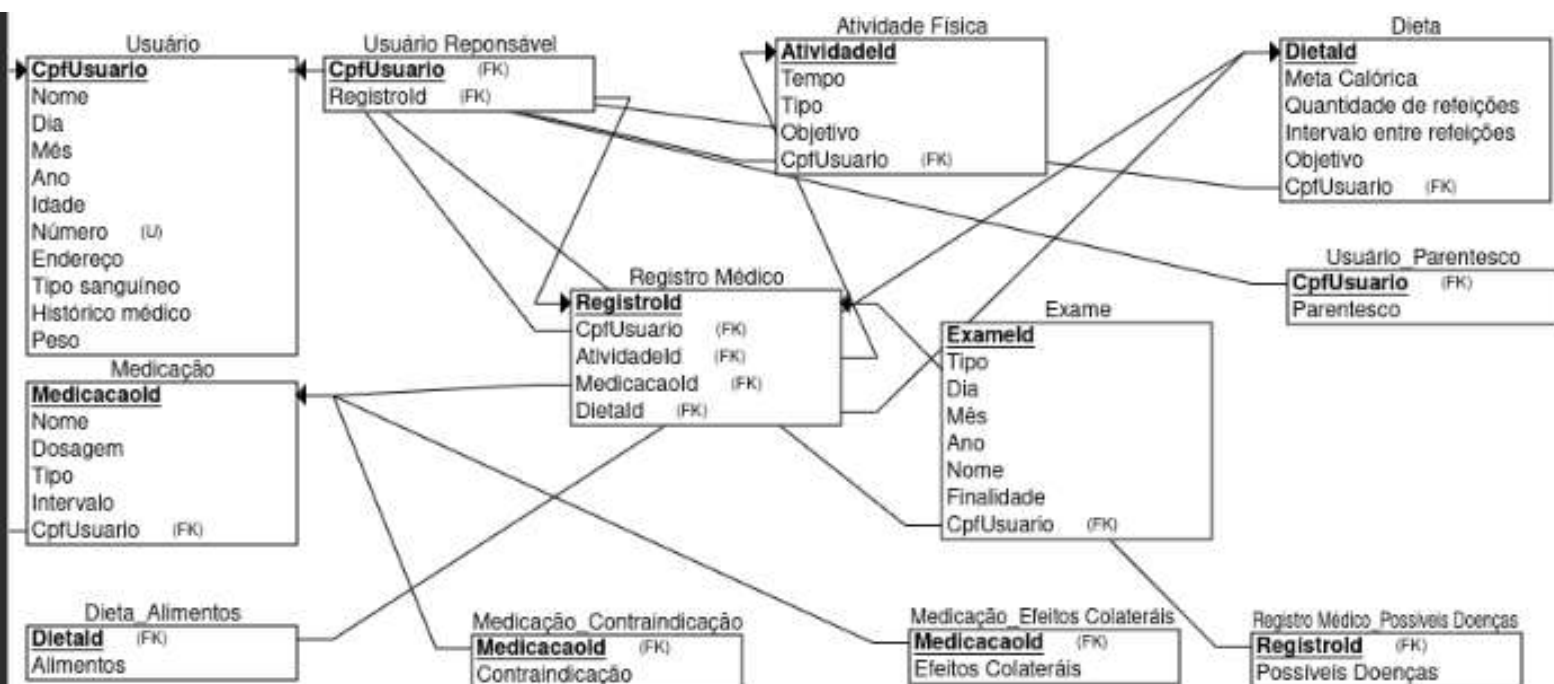 Usuário
CpfUsuario
Nome
Dia
Mês
Ano
Idade
Número (U)
Endereço
Tipo sanguíneo
Histórico médico
Peso
Usuário Reponsável
CpfUsuario (FK)
RegistroId (FK)
Atividade Física
AtividadeId
Tempo
Tipo
Objetivo
CpfUsuario (FK)
Dieta
DietaId
Meta Calórica
Quantidade de refeições
Intervalo entre refeições
Objetivo
CpfUsuario (FK)
Usuário_Parentesco
CpfUsuario (FK)
Parentesco
Registro Médico
RegistroId
CpfUsuario (FK)
AtividadeId (FK)
MedicacaoId (FK)
DietaId (FK)
Exame
ExameId
Tipo
Dia
Mês
Ano
Nome
Finalidade
CpfUsuario (FK)
Medicação
MedicacaoId
Nome
Dosagem
Tipo
Intervalo
CpfUsuario (FK)
Dieta_Alimentos
DietaId (FK)
Alimentos
Medicação_Contraindicação
MedicacaoId (FK)
Contraindicação
Medicação_Efeitos Colateráis
MedicacaoId (FK)
Efeitos Colateráis
Registro Médico_Possíveis Doenças
RegistroId (FK)
Possíveis Doenças